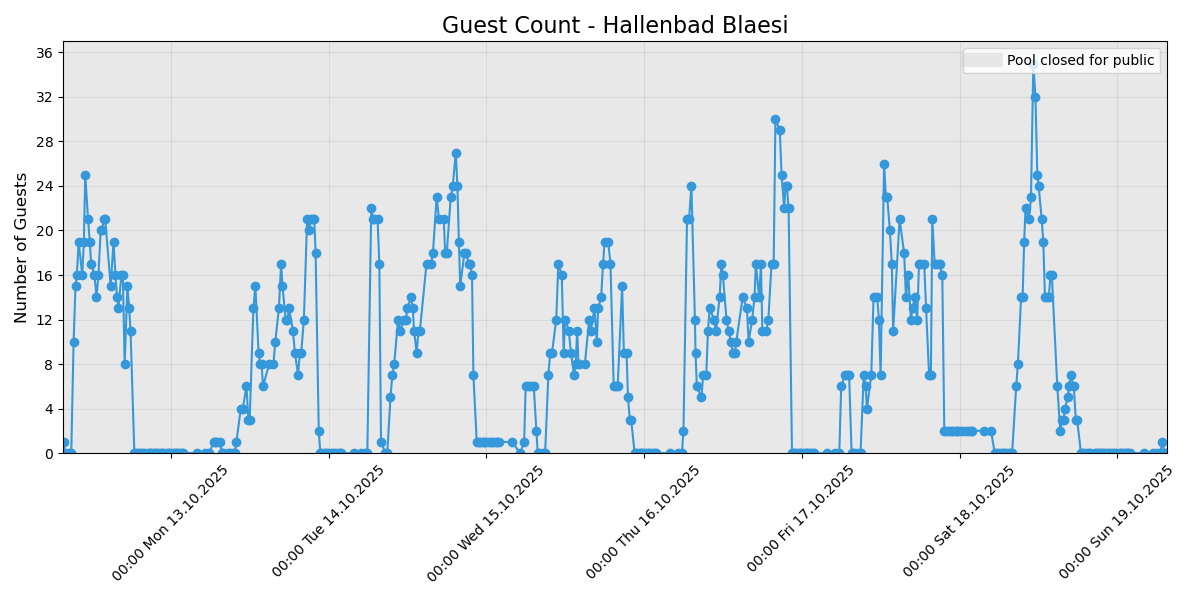 Guest Count - Hallenbad Blaesi
Pool closed for public
Number of Guests
36
32
28
24
20
16
12
8
4
0
00:00 Mon 13.10.2025
00:00 Tue 14.10.2025
00:00 Wed 15.10.2025
00:00 Thu 16.10.2025
00:00 Fri 17.10.2025
00:00 Sat 18.10.2025
00:00 Sun 19.10.2025